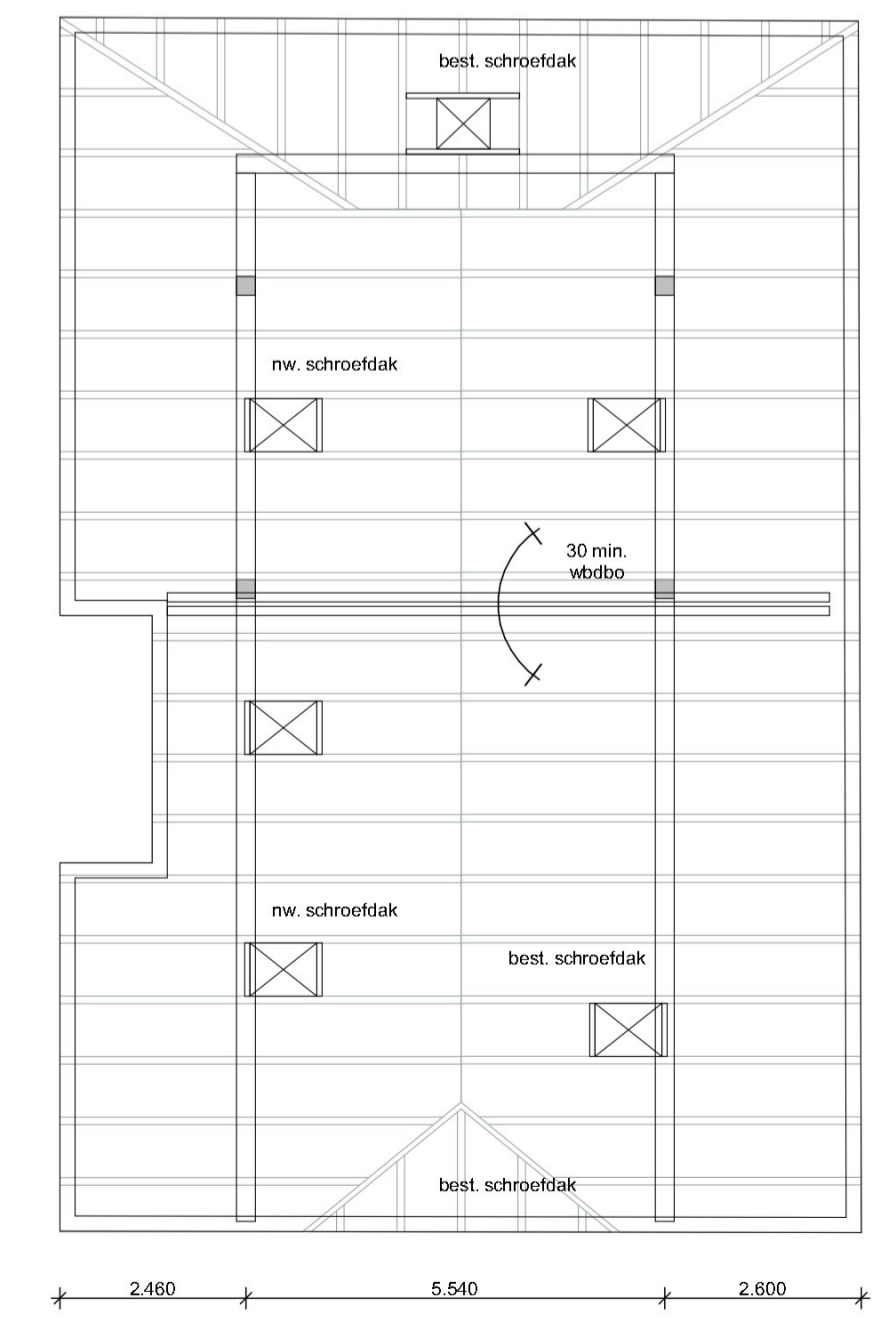 best. schroefdak
nw. schroefdak
30 min.
wbdbo
nw. schroefdak
best. schroefdak
best. schroefdak
2.460
5.540
2.600